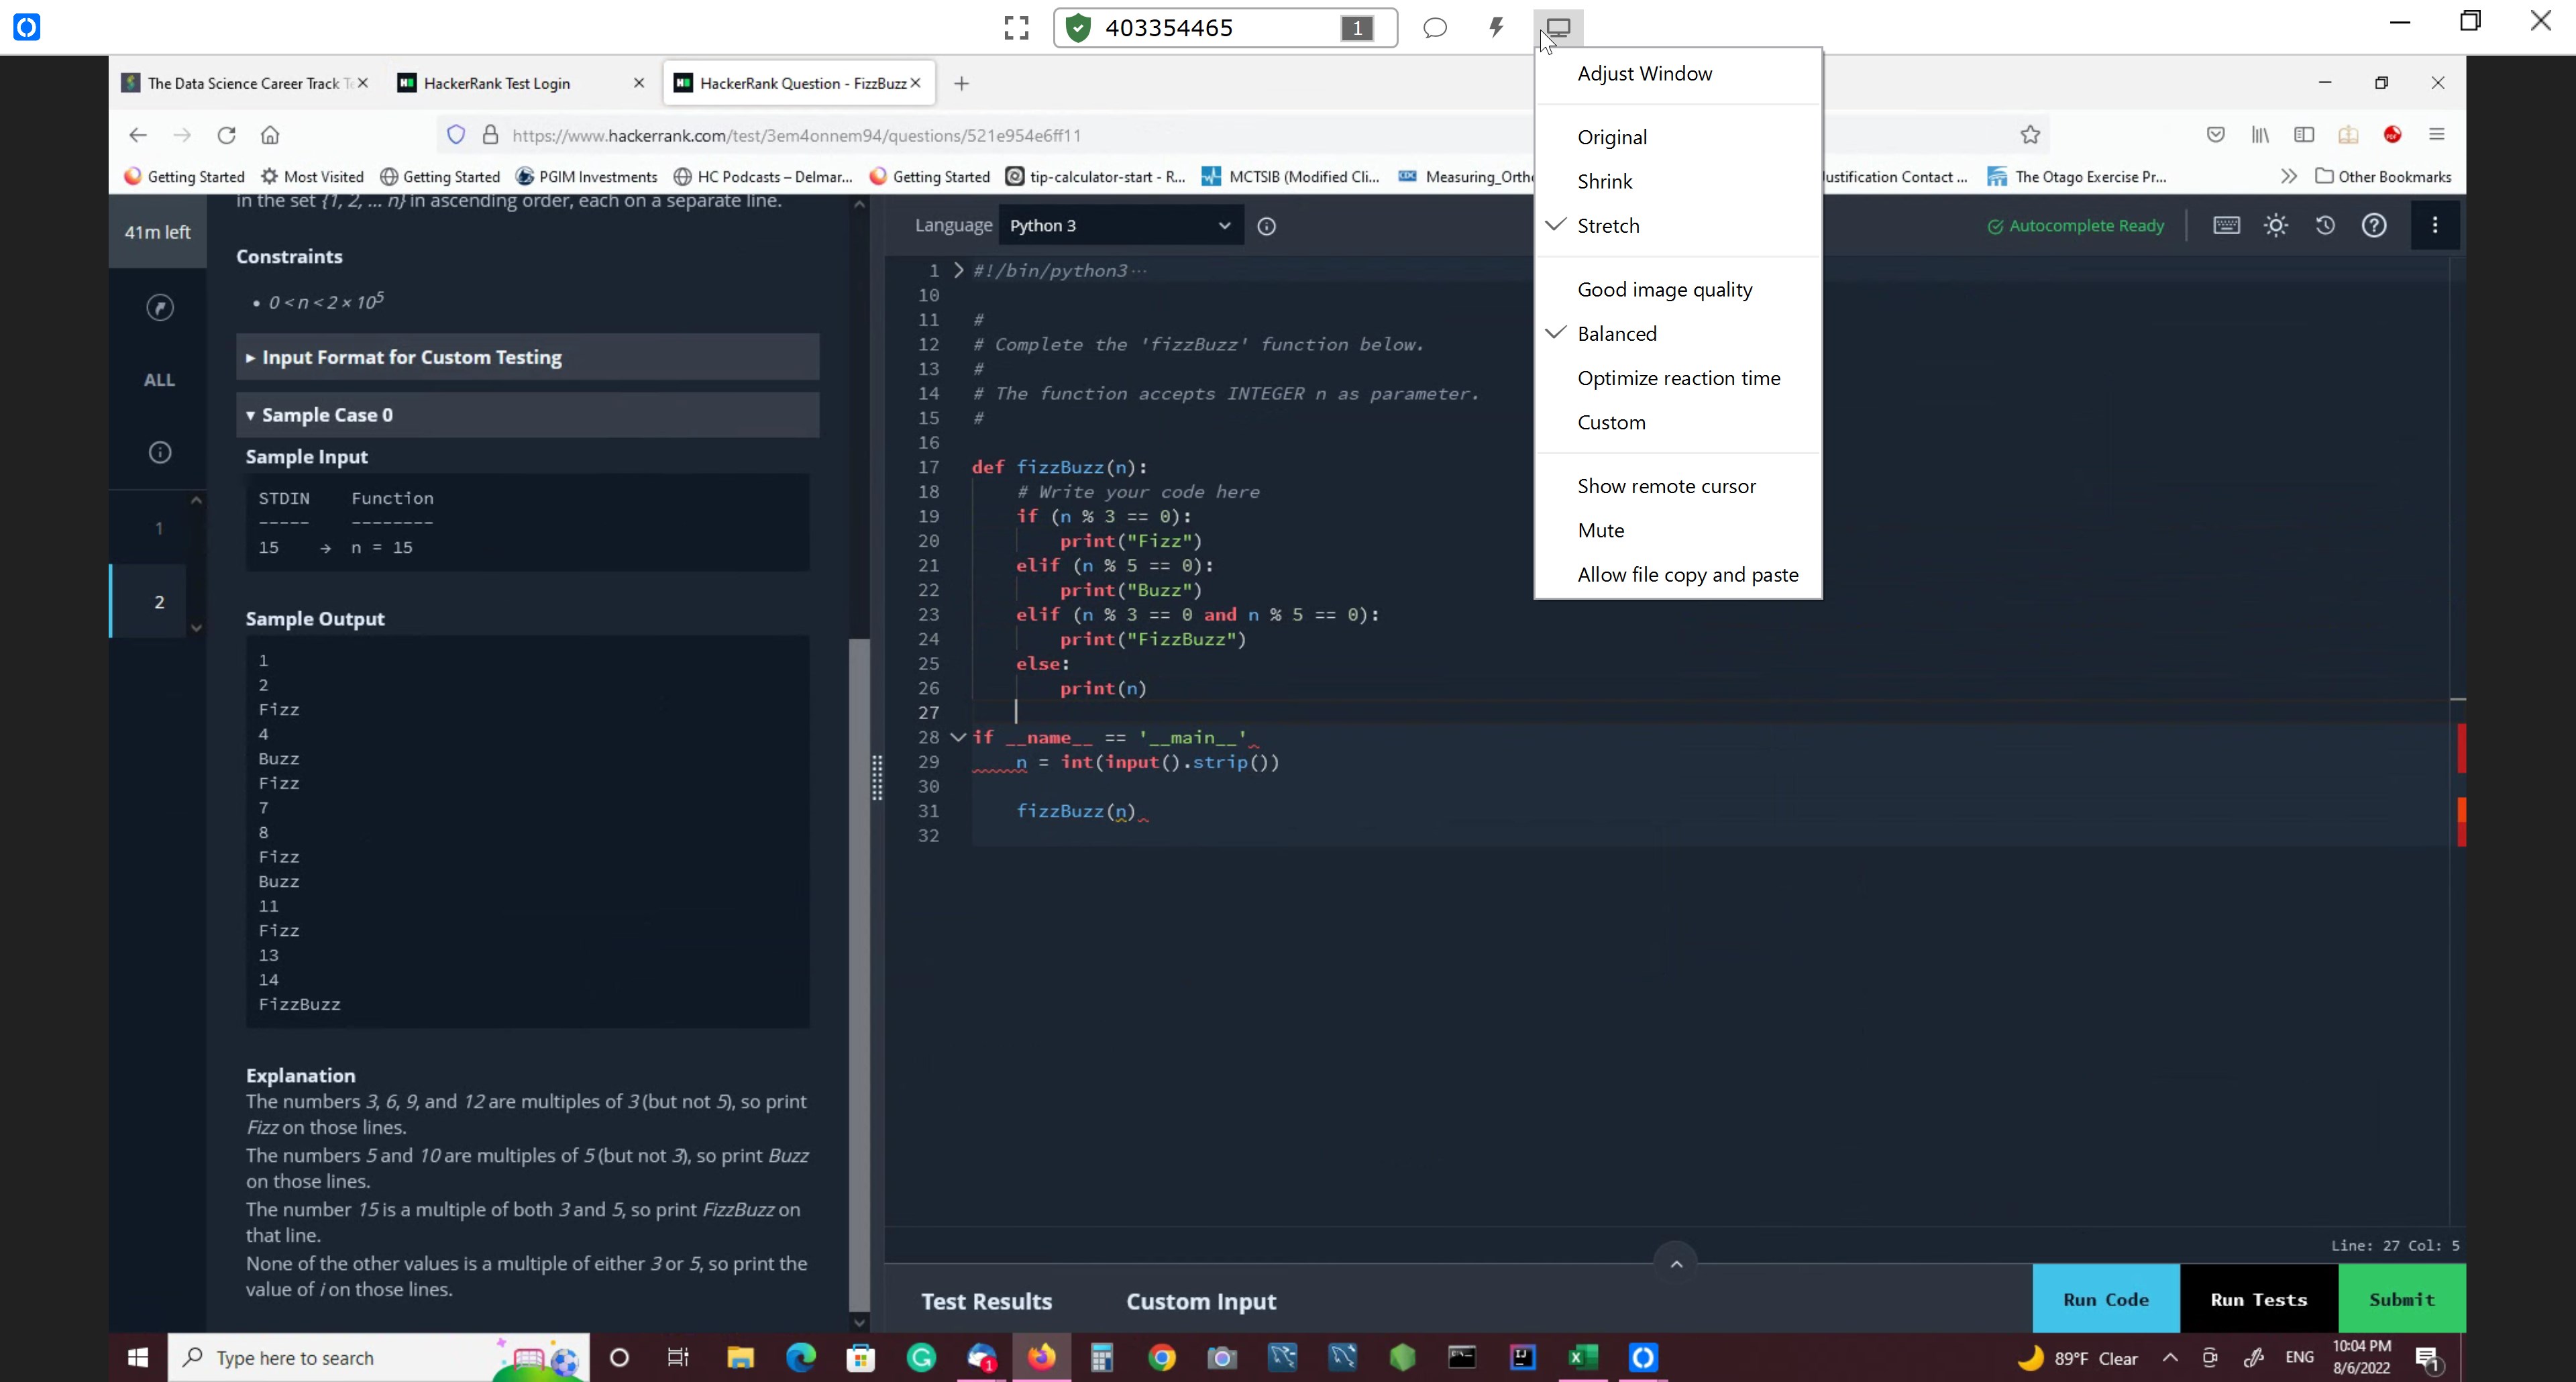 403354465 1
The Data Science Career Track Te
HackerRank Test Login
HackerRank Question - FizzBuzz
https://www.hackerrank.com/test/3em4onnem94/questions/521e954e6ff11
Getting Started
Most Visited
Getting Started
PGIM Investments
HC Podcasts – Delmar...
Getting Started
tip-calculator-start - R...
MCTSIB (Modified Cli...
Measuring_Ortho
ustification Contact ...
The Otago Exercise Pr...
Other Bookmarks
Adjust Window
Original
Shrink
Stretch
Good image quality
Balanced
Optimize reaction time
Custom
Show remote cursor
Mute
Allow file copy and paste
41m left
ALL
1
2
in the set {1, 2, ... n} in ascending order, each on a separate line.
Constraints
• 0 < n < 2 × 10^5
Input Format for Custom Testing
Sample Case 0
Sample Input
STDIN Function
----- --------
15 → n = 15
Sample Output
1
2
Fizz
4
Buzz
Fizz
7
8
Fizz
Buzz
11
Fizz
13
14
FizzBuzz
Explanation
The numbers 3, 6, 9, and 12 are multiples of 3 (but not 5), so print
Fizz on those lines.
The numbers 5 and 10 are multiples of 5 (but not 3), so print Buzz
on those lines.
The number 15 is a multiple of both 3 and 5, so print FizzBuzz on
that line.
None of the other values is a multiple of either 3 or 5, so print the
value of i on those lines.
Language Python 3
Autocomplete Ready
1 #!/bin/python3 ...
10
11 #
12 # Complete the 'fizzBuzz' function below.
13 #
14 # The function accepts INTEGER n as parameter.
15 #
16
17 def fizzBuzz(n):
18 # Write your code here
19 if (n % 3 == 0):
20 print("Fizz")
21 elif (n % 5 == 0):
22 print("Buzz")
23 elif (n % 3 == 0 and n % 5 == 0):
24 print("FizzBuzz")
25 else:
26 print(n)
27
28 if __name__ == '__main__'
29 n = int(input().strip())
30
31 fizzBuzz(n)
32
Line: 27 Col: 5
Test Results
Custom Input
Run Code
Run Tests
Submit
Type here to search
1
89°F Clear
ENG
10:04 PM
8/6/2022
1